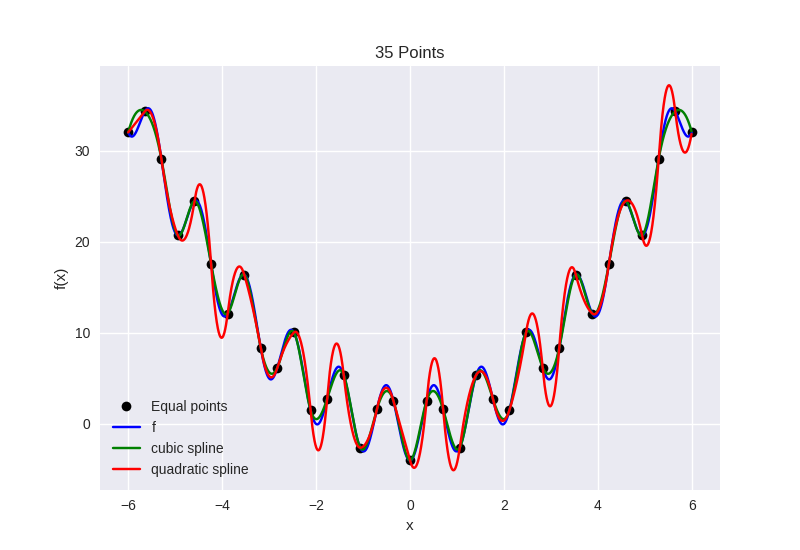 35 Points
f(x)
30
20
10
0
Equal points
f
cubic spline
quadratic spline
−6
−4
−2
0
2
4
6
x